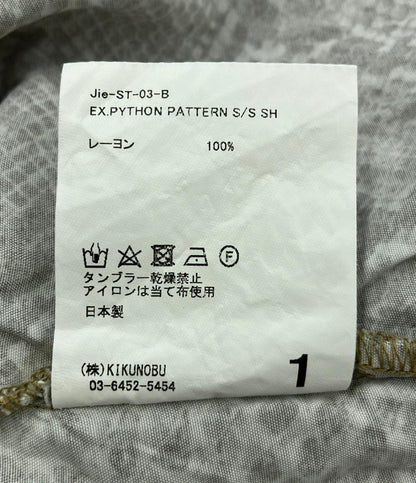 Jie-ST-03-B
EX.PYTHON PATTERN S/S SH
レーヨン 100%
F
タンブラー乾燥禁止
アイロンは当て布使用
日本製
(株)KIKUNOBU
03-6452-5454
1